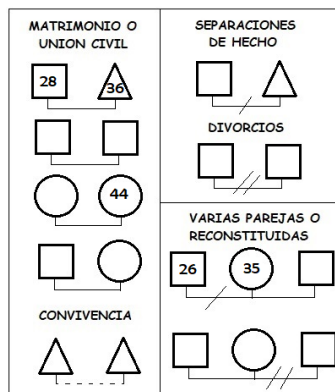 MATRIMONIO O
UNION CIVIL
28
36
44
CONVIVENCIA
SEPARACIONES
DE HECHO
DIVORCIOS
VARIAS PAREJAS O
RECONSTITUIDAS
26
35